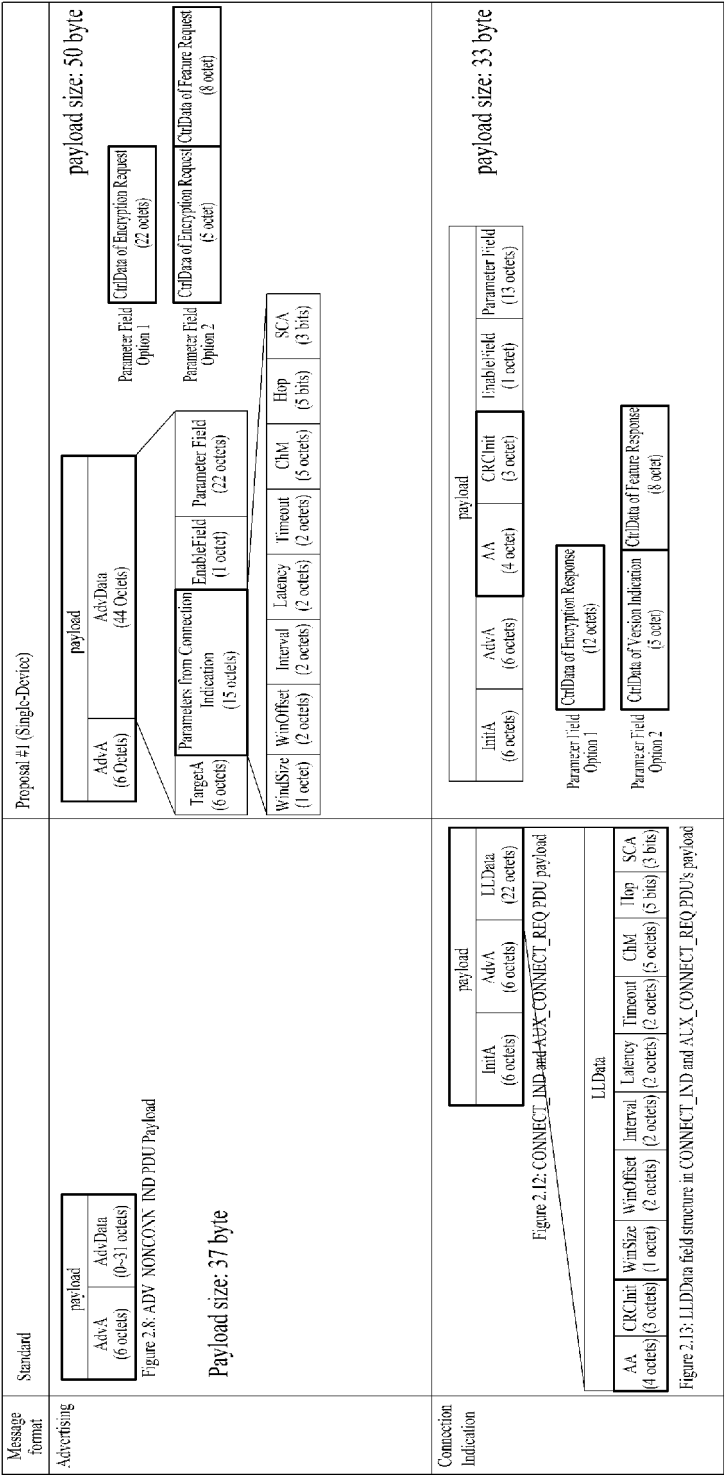 Message format
Standard
Proposal #1 (Single-Device)
Advertising
payload
AdvA (6 octets)
AdvData (0~31 octets)
Figure 2.8: ADV_NONCONN_IND PDU Payload
Payload size: 37 byte
payload
AdvA (6 Octets)
AdvData (44 Octets)
TargetA (6 octets)
Parameters from Connection Indication (15 octets)
EnableField (1 octet)
Parameter Field (22 octets)
WindSize (1 octet)
WinOffset (2 octets)
Interval (2 octets)
Latency (2 octets)
Timeout (2 octets)
ChM (5 octets)
Hop (5 bits)
SCA (3 bits)
Parameter Field Option 1
CtrlData of Encryption Request (22 octets)
Parameter Field Option 2
CtrlData of Encryption Request (5 octet)
CtrlData of Feature Request (8 octet)
payload size: 50 byte
Connection Indication
payload
InitA (6 octets)
AdvA (6 octets)
LLData (22 octets)
Figure 2.12: CONNECT_IND and AUX_CONNECT_REQ PDU payload
LLData
AA (4 octets)
CRCInit (3 octets)
WinSize (1 octet)
WinOffset (2 octets)
Interval (2 octets)
Latency (2 octets)
Timeout (2 octets)
ChM (5 octets)
Hop (5 bits)
SCA (3 bits)
Figure 2.13: LLDData field structure in CONNECT_IND and AUX_CONNECT_REQ PDU's payload
payload
InitA (6 octets)
AdvA (6 octets)
AA (4 octet)
CRCInit (3 octet)
EnableField (1 octet)
Parameter Field (13 octets)
Parameter Field Option 1
CtrlData of Encryption Response (12 octets)
Parameter Field Option 2
CtrlData of Version Indication (5 octet)
CtrlData of Feature Response (8 octet)
payload size: 33 byte